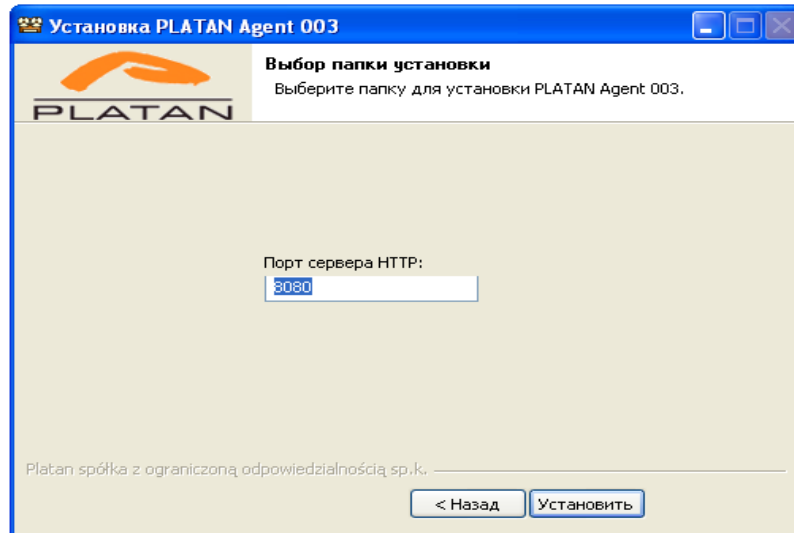 Установка PLATAN Agent 003
PLATAN
Выбор папки установки
Выберите папку для установки PLATAN Agent 003.
Порт сервера HTTP:
8080
Platan spółka z ograniczoną odpowiedzialnością sp.k.
< Назад
Установить